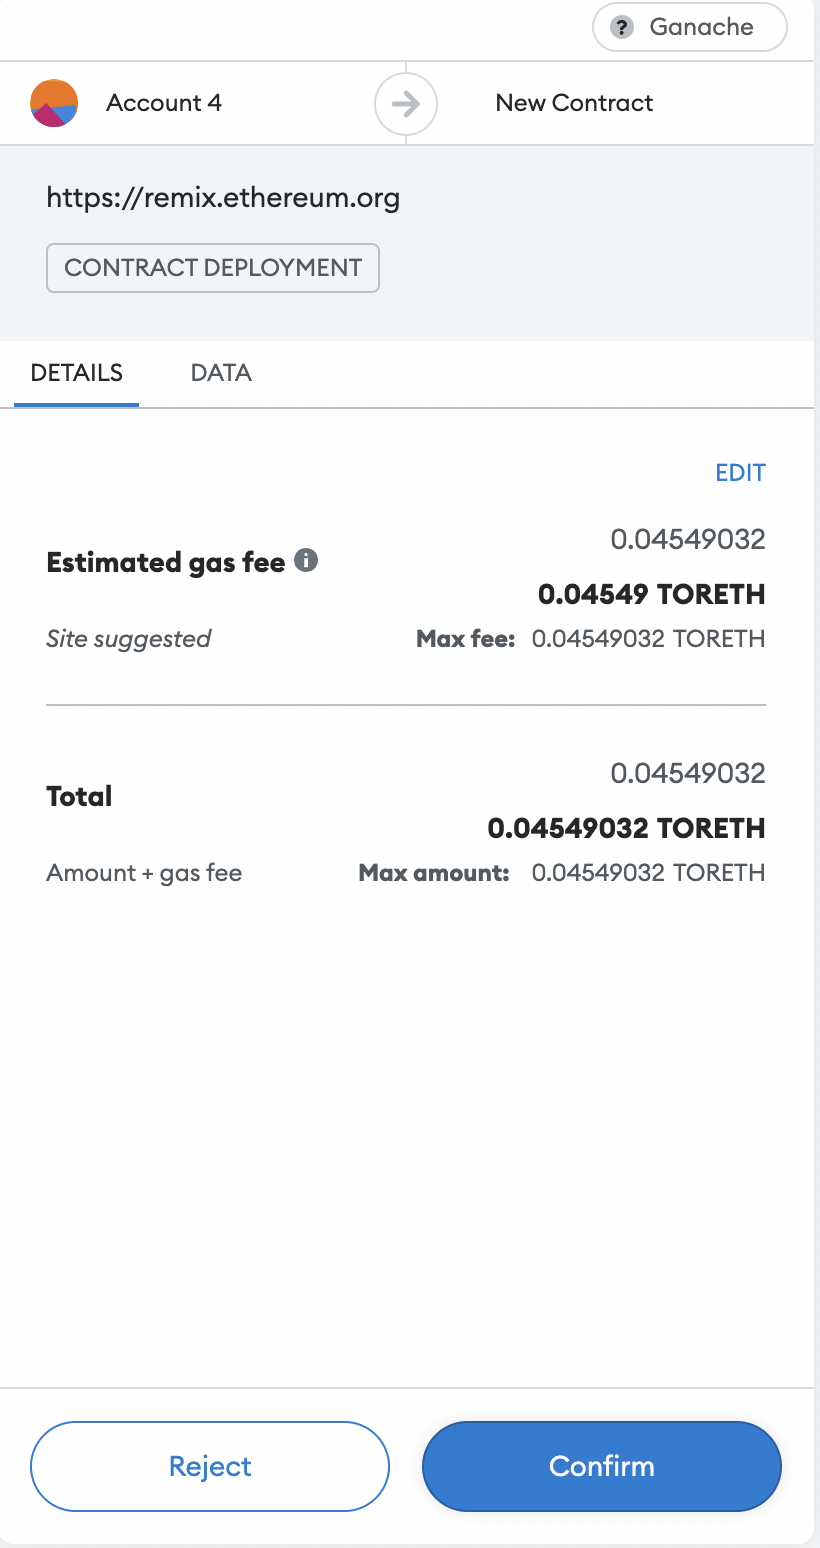 ? Ganache
Account 4
New Contract
https://remix.ethereum.org
CONTRACT DEPLOYMENT
DETAILS DATA
EDIT
0.04549032
Estimated gas fee i
0.04549 TORETH
Site suggested Max fee: 0.04549032 TORETH
0.04549032
Total
0.04549032 TORETH
Amount + gas fee Max amount: 0.04549032 TORETH
Reject Confirm